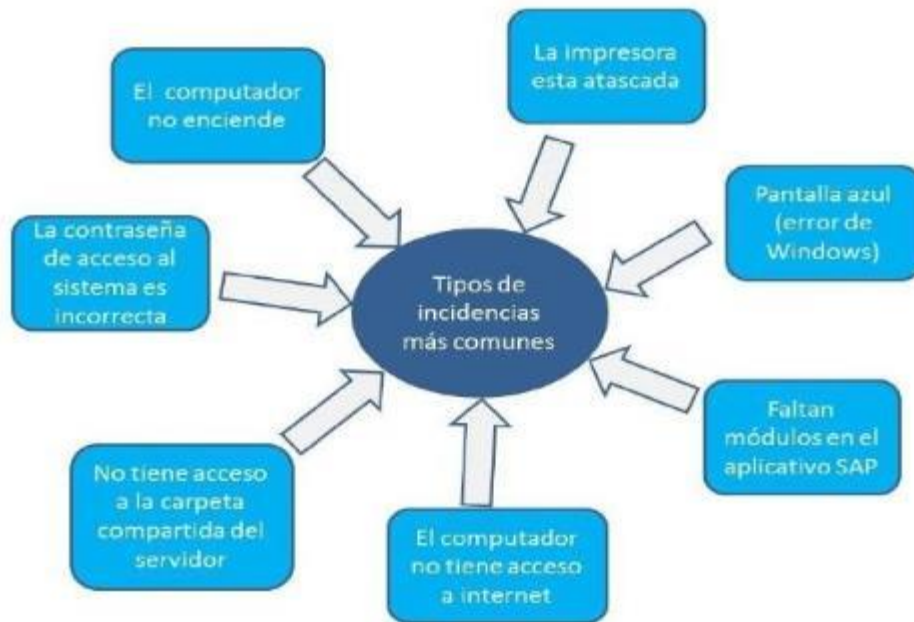 El computador
no enciende
La impresora
esta atascada
Pantalla azul
(error de
Windows)
La contraseña
de acceso al
sistema es
incorrecta
Tipos de
incidencias
más comunes
Faltan
módulos en el
aplicativo SAP
No tiene acceso
a la carpeta
compartida del
servidor
El computador
no tiene acceso
a internet